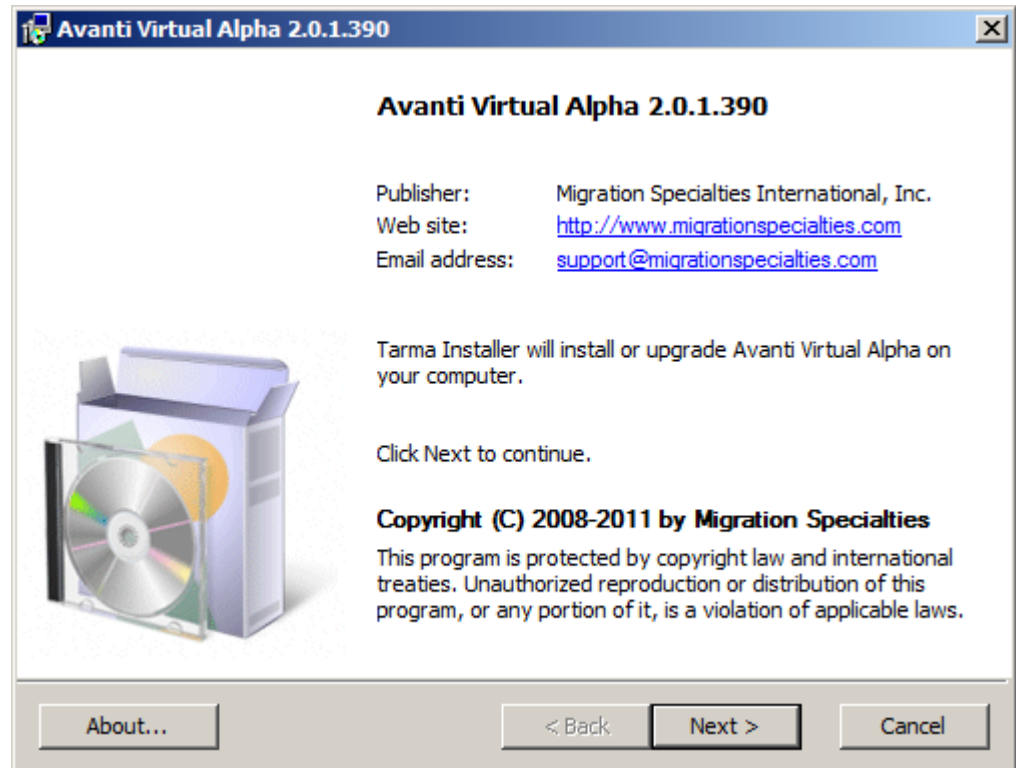 Avanti Virtual Alpha 2.0.1.390
Avanti Virtual Alpha 2.0.1.390
Publisher: Migration Specialties International, Inc.
Web site: http://www.migrationspecialties.com
Email address: support@migrationspecialties.com
Tarma Installer will install or upgrade Avanti Virtual Alpha on
your computer.
Click Next to continue.
Copyright (C) 2008-2011 by Migration Specialties
This program is protected by copyright law and international
treaties. Unauthorized reproduction or distribution of this
program, or any portion of it, is a violation of applicable laws.
About... < Back Next > Cancel